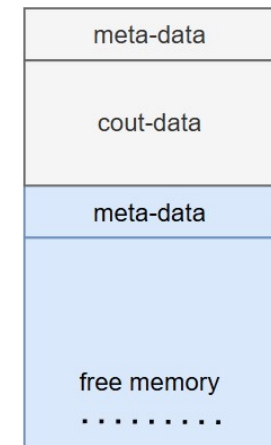 meta-data
cout-data
meta-data
free memory
.........